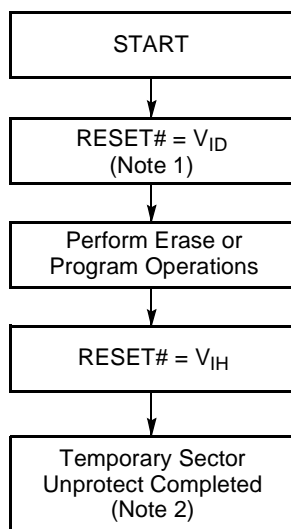 START
RESET# = VID
(Note 1)
Perform Erase or
Program Operations
RESET# = VIH
Temporary Sector
Unprotect Completed
(Note 2)